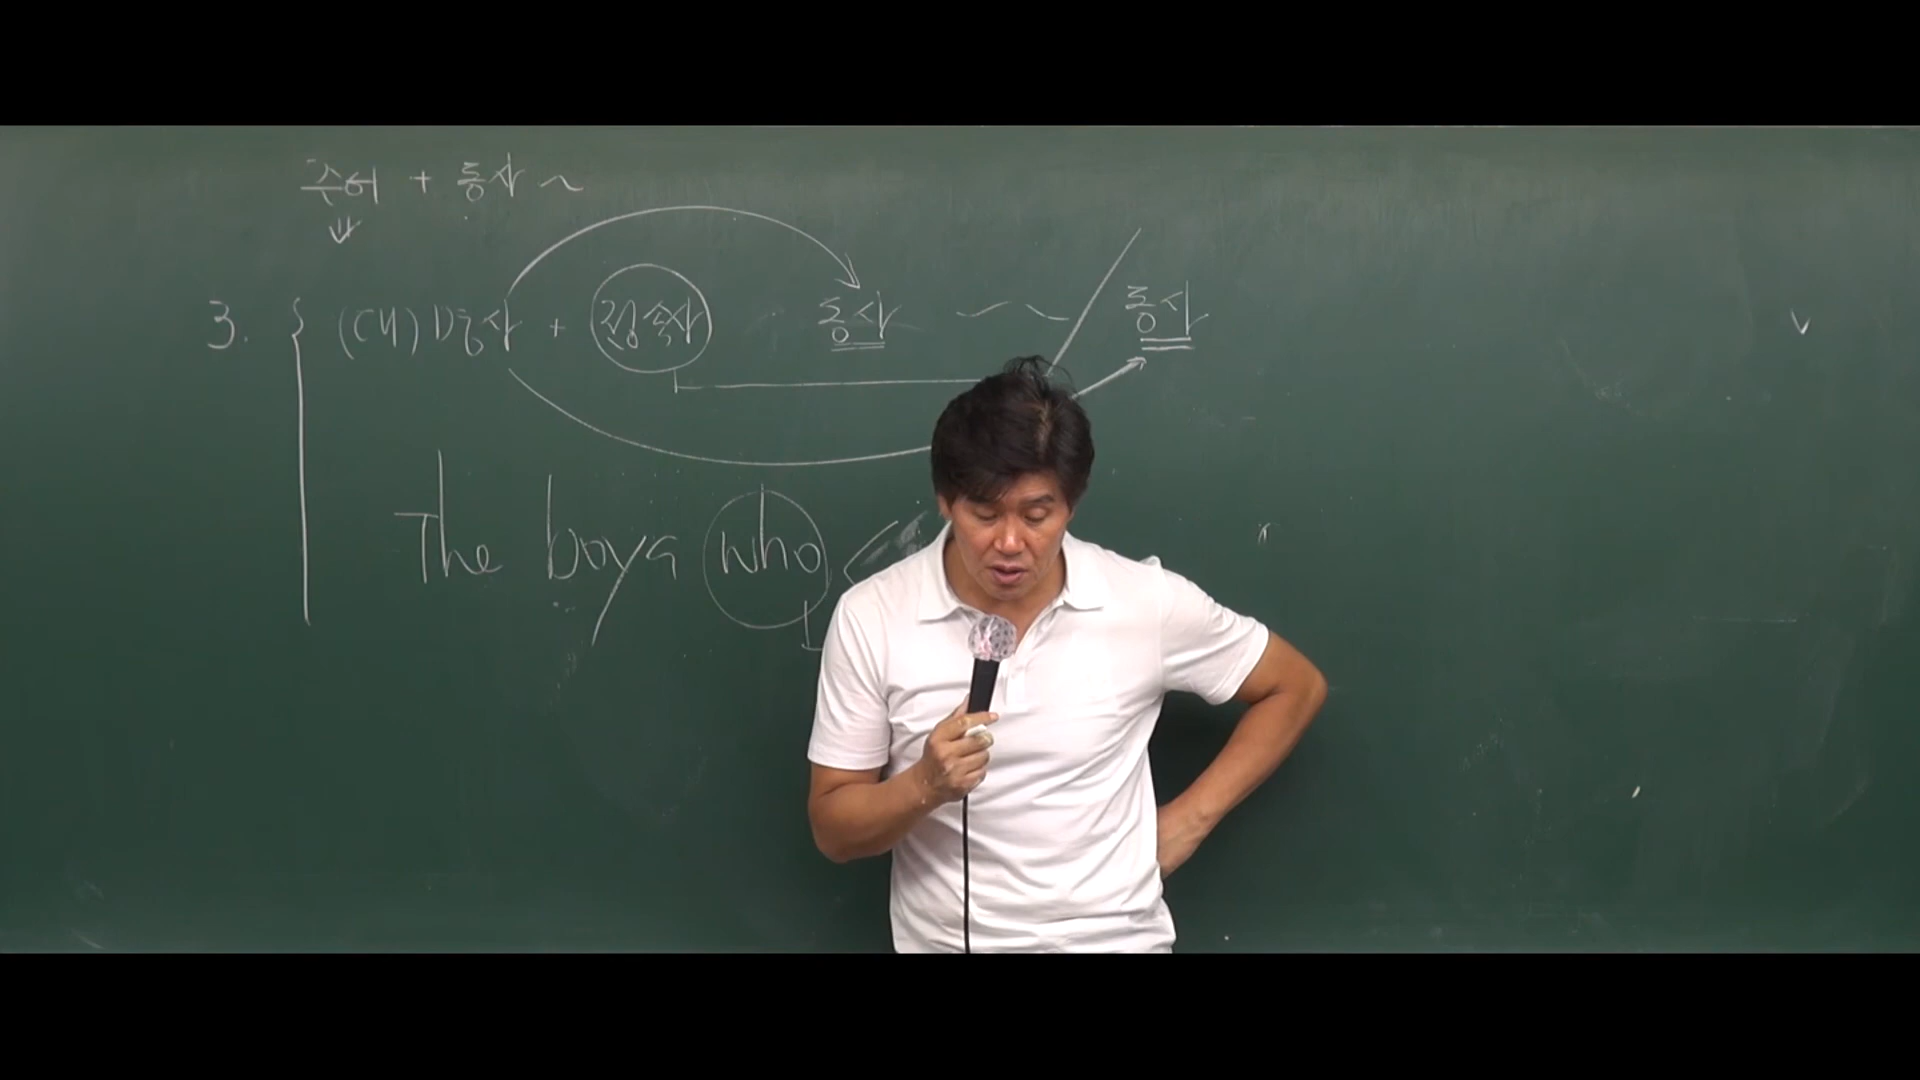 주어 + 동사 ~
3. { (대)명사 + 접속사 동사 ~~ / 동사
The boys who <
v